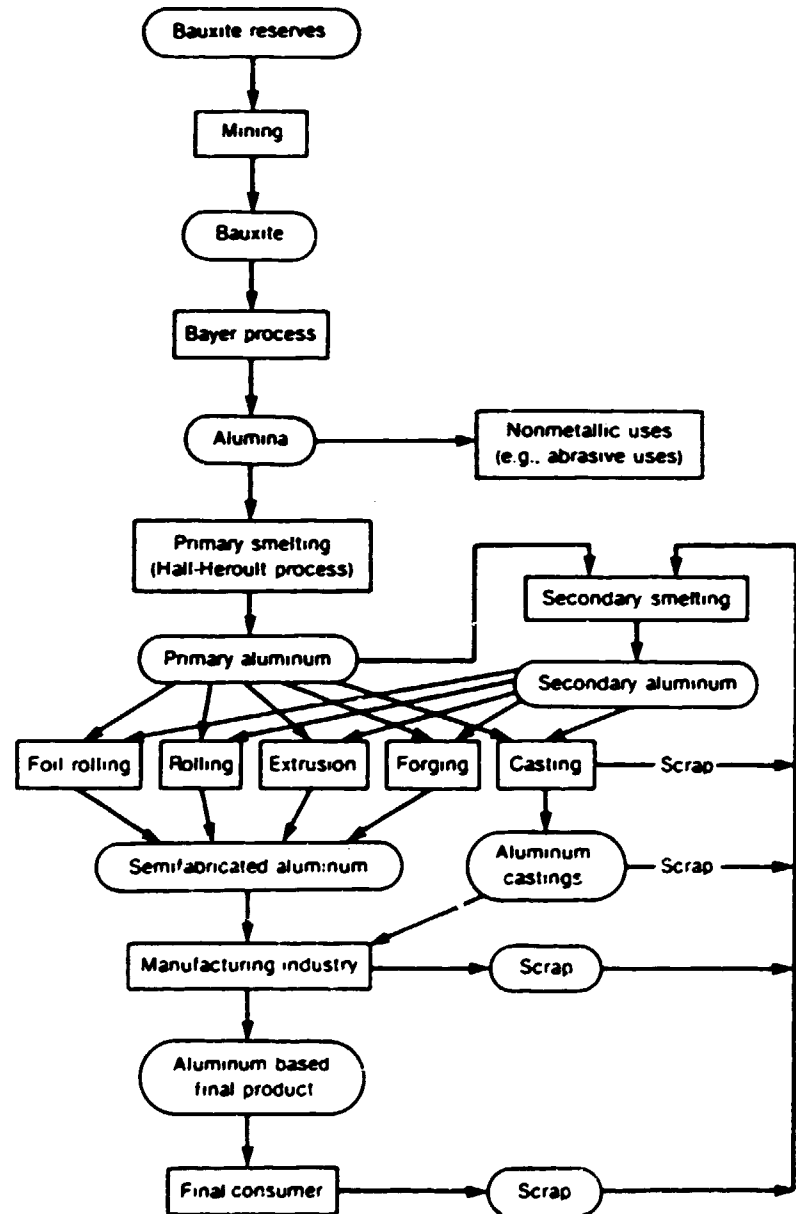 Bauxite reserves
Mining
Bauxite
Bayer process
Alumina
Nonmetallic uses
(e.g., abrasive uses)
Primary smelting
(Hall-Heroult process)
Secondary smelting
Primary aluminum
Secondary aluminum
Foil rolling
Rolling
Extrusion
Forging
Casting
Scrap
Semifabricated aluminum
Aluminum
castings
Scrap
Manufacturing industry
Scrap
Aluminum based
final product
Final consumer
Scrap